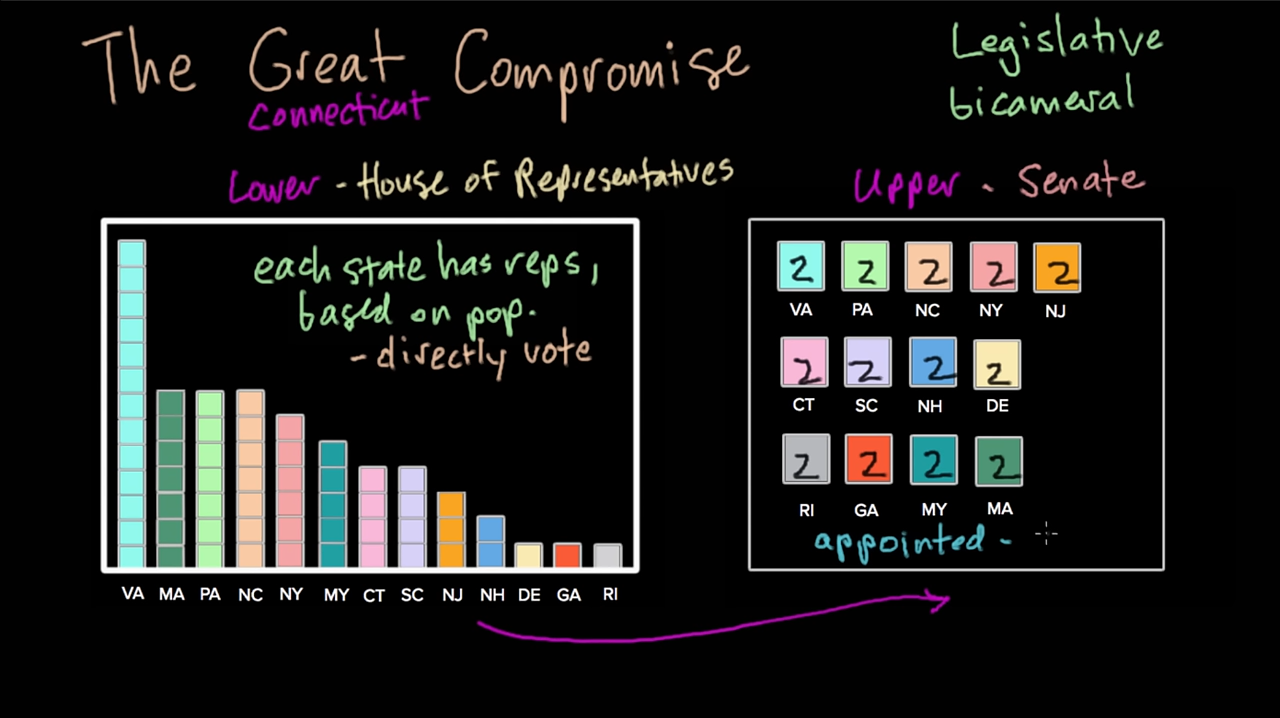 The Great Compromise
Connecticut
Legislative
bicameral
Lower - House of Representatives
each state has reps,
based on pop.
- directly vote
VA MA PA NC NY MY CT SC NJ NH DE GA RI
Upper - Senate
2 2 2 2 2
VA PA NC NY NJ
2 2 2 2
CT SC NH DE
2 2 2 2
RI GA MY MA
appointed -